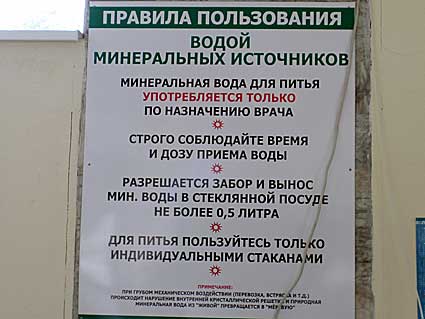 ПРАВИЛА ПОЛЬЗОВАНИЯ
ВОДОЙ
МИНЕРАЛЬНЫХ ИСТОЧНИКОВ
МИНЕРАЛЬНАЯ ВОДА ДЛЯ ПИТЬЯ
УПОТРЕБЛЯЕТСЯ ТОЛЬКО
ПО НАЗНАЧЕНИЮ ВРАЧА
СТРОГО СОБЛЮДАЙТЕ ВРЕМЯ
И ДОЗУ ПРИЕМА ВОДЫ
РАЗРЕШАЕТСЯ ЗАБОР И ВЫНОС
МИН. ВОДЫ В СТЕКЛЯННОЙ ПОСУДЕ
НЕ БОЛЕЕ 0,5 ЛИТРА
ДЛЯ ПИТЬЯ ПОЛЬЗУЙТЕСЬ ТОЛЬКО
ИНДИВИДУАЛЬНЫМИ СТАКАНАМИ
ПРИМЕЧАНИЕ:
ПРИ ГРУБОМ МЕХАНИЧЕСКОМ ВОЗДЕЙСТВИИ (ПЕРЕВОЗКА, ВСТРЯСКА И Т.Д.)
ПРОИСХОДИТ НАРУШЕНИЕ ВНУТРЕННЕЙ КРИСТАЛЛИЧЕСКОЙ РЕШЕТКИ И ПРИРОДНАЯ
МИНЕРАЛЬНАЯ ВОДА ИЗ "ЖИВОЙ" ПРЕВРАЩАЕТСЯ В "МЕРТВУЮ"